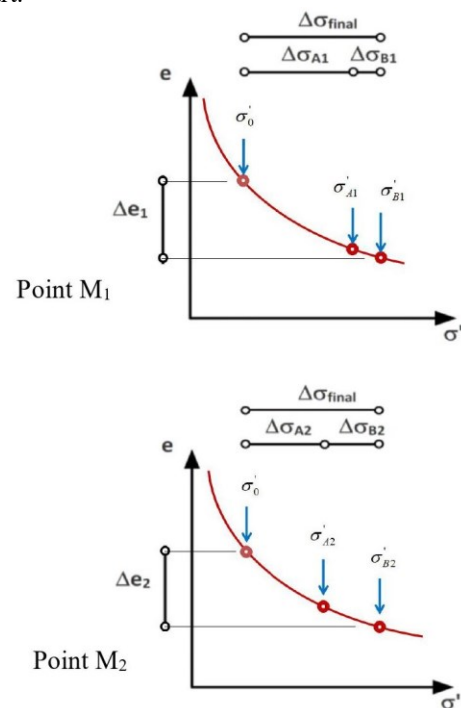 Δσfinal
ΔσA1 ΔσB1
e
σ'0
σ'A1 σ'B1
Δe1
Point M1
σ'
Δσfinal
ΔσA2 ΔσB2
e
σ'0
σ'A2 σ'B2
Δe2
Point M2
σ'